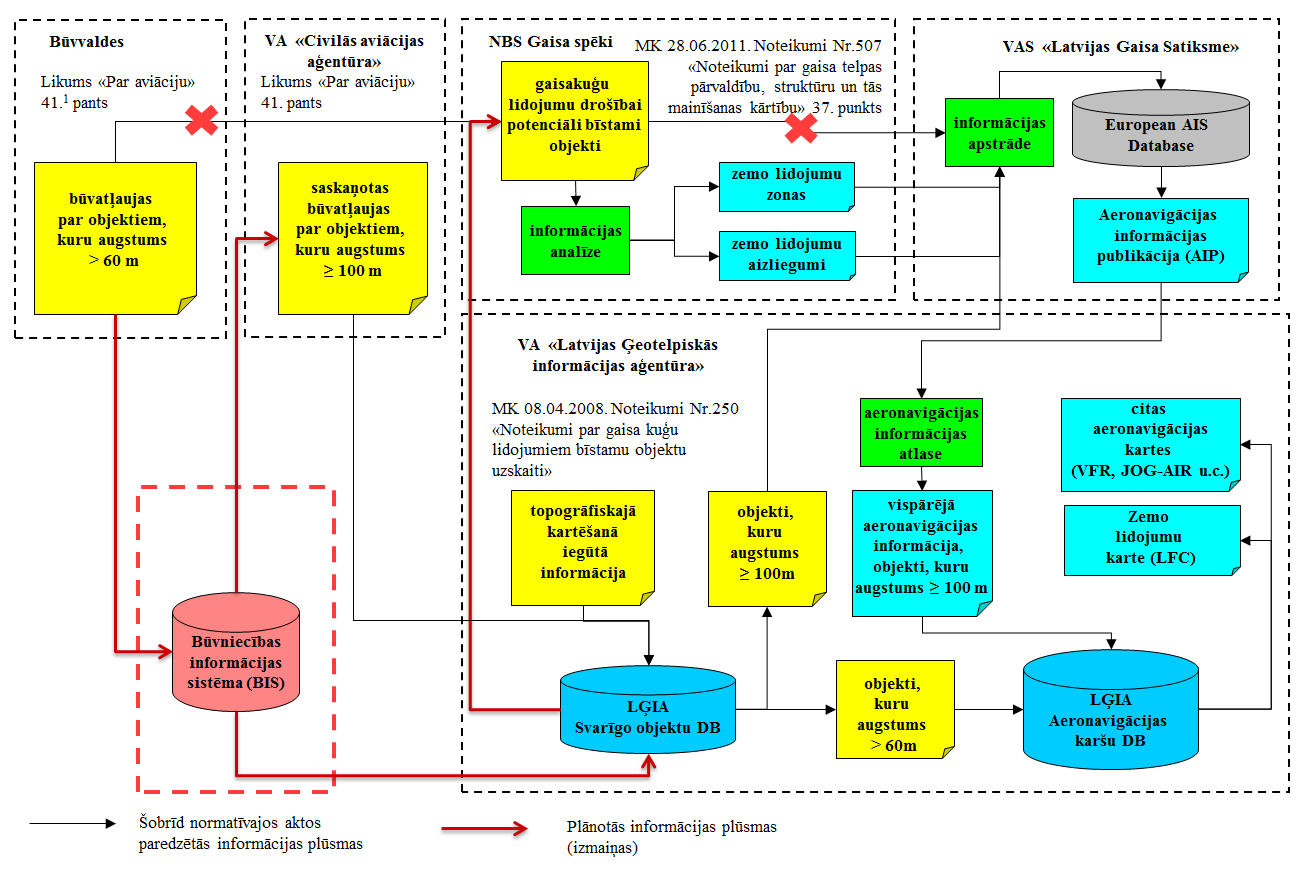 Būvvaldes
Likums «Par aviāciju»
41.¹ pants
būvatļaujas
par objektiem,
kuru augstums
> 60 m
VA «Civilās aviācijas
aģentūra»
Likums «Par aviāciju»
41. pants
saskaņotas
būvatļaujas
par objektiem,
kuru augstums
≥ 100 m
NBS Gaisa spēki
MK 28.06.2011. Noteikumi Nr.507
«Noteikumi par gaisa telpas
pārvaldību, struktūru un tās
mainīšanas kārtību» 37. punkts
gaisakuģu
lidojumu drošībai
potenciāli bīstami
objekti
informācijas
analīze
zemo lidojumu
zonas
zemo lidojumu
aizliegumi
VAS «Latvijas Gaisa Satiksme»
informācijas
apstrāde
European AIS
Database
Aeronavigācijas
informācijas
publikācija (AIP)
VA «Latvijas Ģeotelpiskās
informācijas aģentūra»
MK 08.04.2008. Noteikumi Nr.250
«Noteikumi par gaisa kuģu
lidojumiem bīstamu objektu
uzskaiti»
topogrāfiskajā
kartēšanā
iegūtā
informācija
objekti,
kuru
augstums
≥ 100m
aeronavigācijas
informācijas
atlase
vispārējā
aeronavigācijas
informācija,
objekti, kuru
augstums ≥ 100 m
citas
aeronavigācijas
kartes
(VFR, JOG-AIR u.c.)
Zemo
lidojumu
karte (LFC)
Būvniecības
informācijas
sistēma (BIS)
LĢIA
Svarīgo objektu DB
objekti,
kuru
augstums
> 60m
LĢIA
Aeronavigācijas
karšu DB
Šobrīd normatīvajos aktos
paredzētās informācijas plūsmas
Plānotās informācijas plūsmas
(izmaiņas)